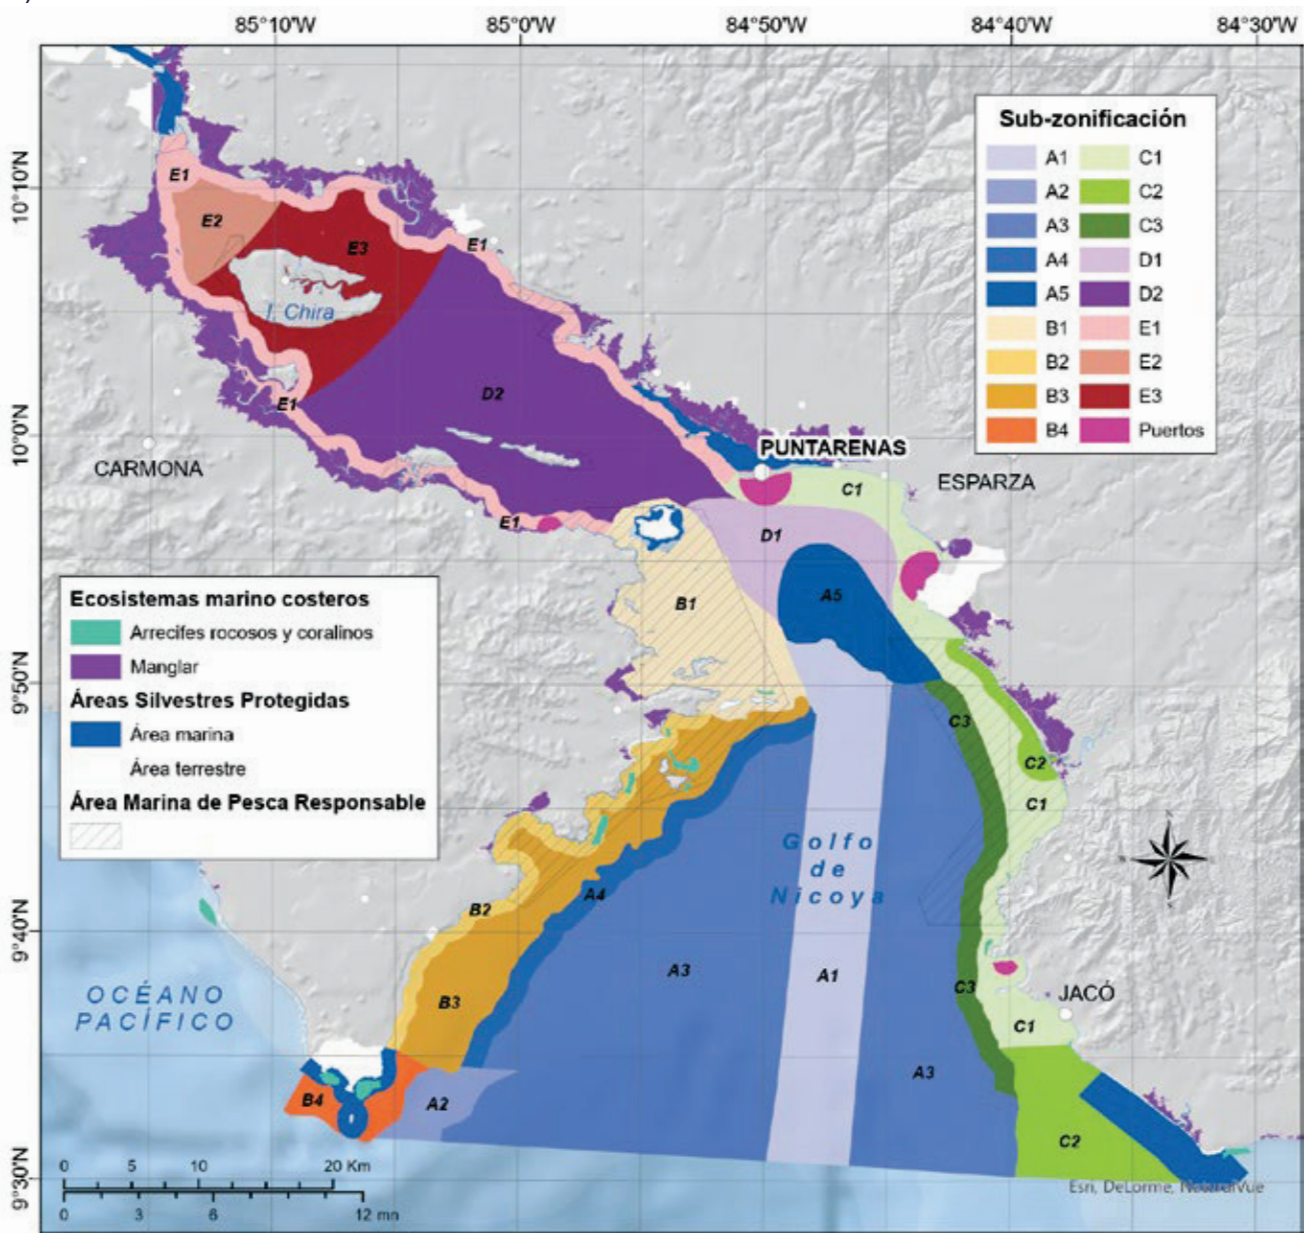 85°10'W 85°0'W 84°50'W 84°40'W 84°30'W
10°10'N
10°0'N
9°50'N
9°40'N
9°30'N
Sub-zonificación
A1 C1
A2 C2
A3 C3
A4 D1
A5 D2
B1 E1
B2 E2
B3 E3
B4 Puertos
E1
E2
E3
E1
I. Chira
D2
E1
PUNTARENAS
CARMONA
ESPARZA
C1
E1
D1
A5
B1
C3
C2
C1
Golfo
de
Nicoya
A4
B2
A3
A1
C3
B3
JACÓ
C1
A3
B4
A2
C2
OCÉANO
PACÍFICO
Ecosistemas marino costeros
Arrecifes rocosos y coralinos
Manglar
Áreas Silvestres Protegidas
Área marina
Área terrestre
Área Marina de Pesca Responsable
0 5 10 20 Km
0 3 6 12 mn
Esri, DeLorme, NaturalVue